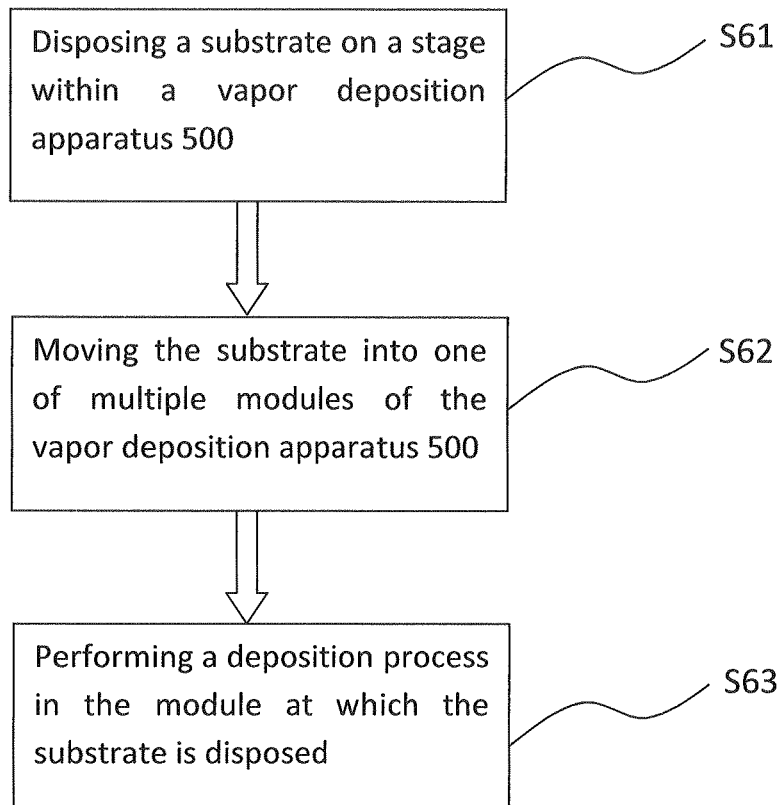 Disposing a substrate on a stage
within a vapor deposition
apparatus 500
S61
Moving the substrate into one
of multiple modules of the
vapor deposition apparatus 500
S62
Performing a deposition process
in the module at which the
substrate is disposed
S63